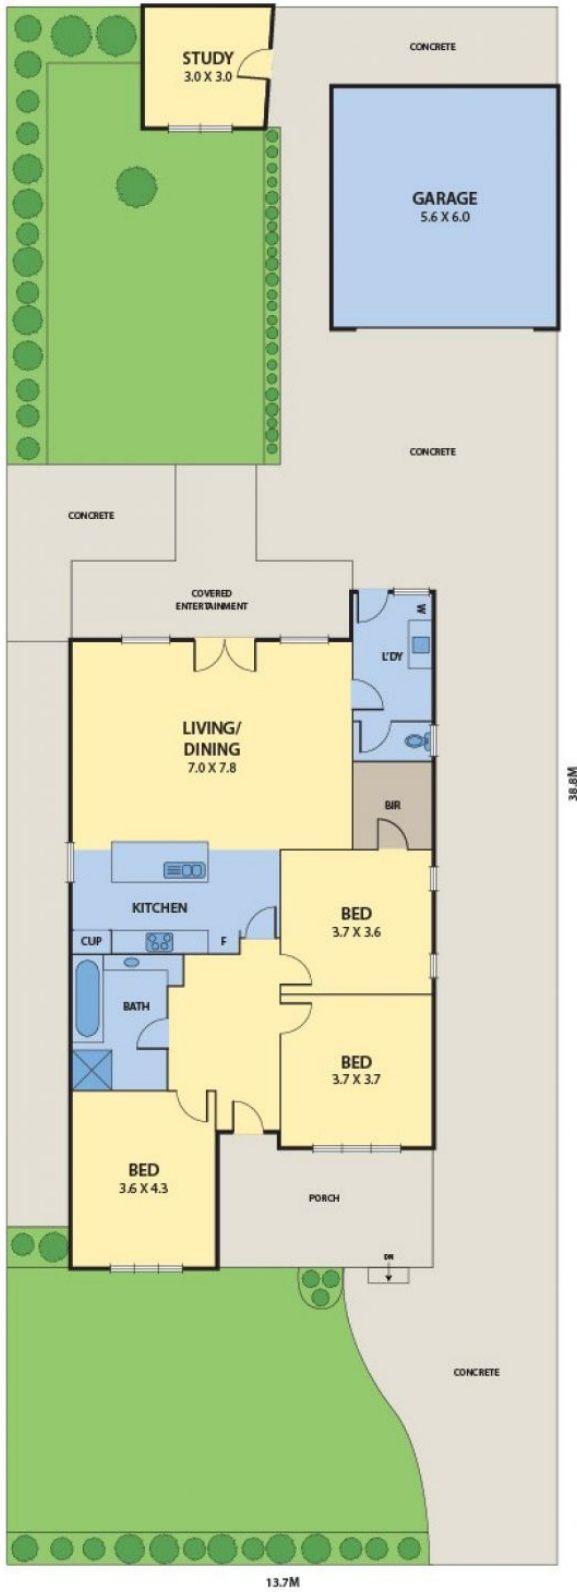 STUDY
3.0 X 3.0
CONCRETE
GARAGE
5.6 X 6.0
CONCRETE
CONCRETE
COVERED
ENTERTAINMENT
W
L'DY
LIVING/
DINING
7.0 X 7.8
38.8M
BIR
KITCHEN
BED
3.7 X 3.6
CUP
F
BATH
BED
3.7 X 3.7
BED
3.6 X 4.3
PORCH
DN
CONCRETE
13.7M